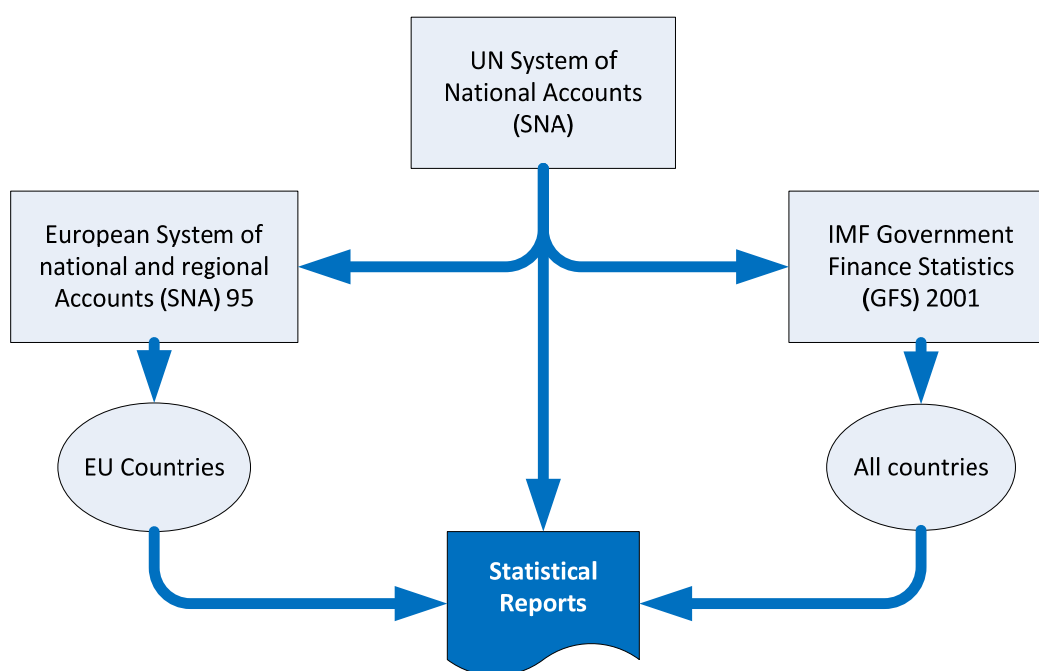 UN System of
National Accounts
(SNA)
European System of
national and regional
Accounts (SNA) 95
IMF Government
Finance Statistics
(GFS) 2001
EU Countries
All countries
Statistical
Reports